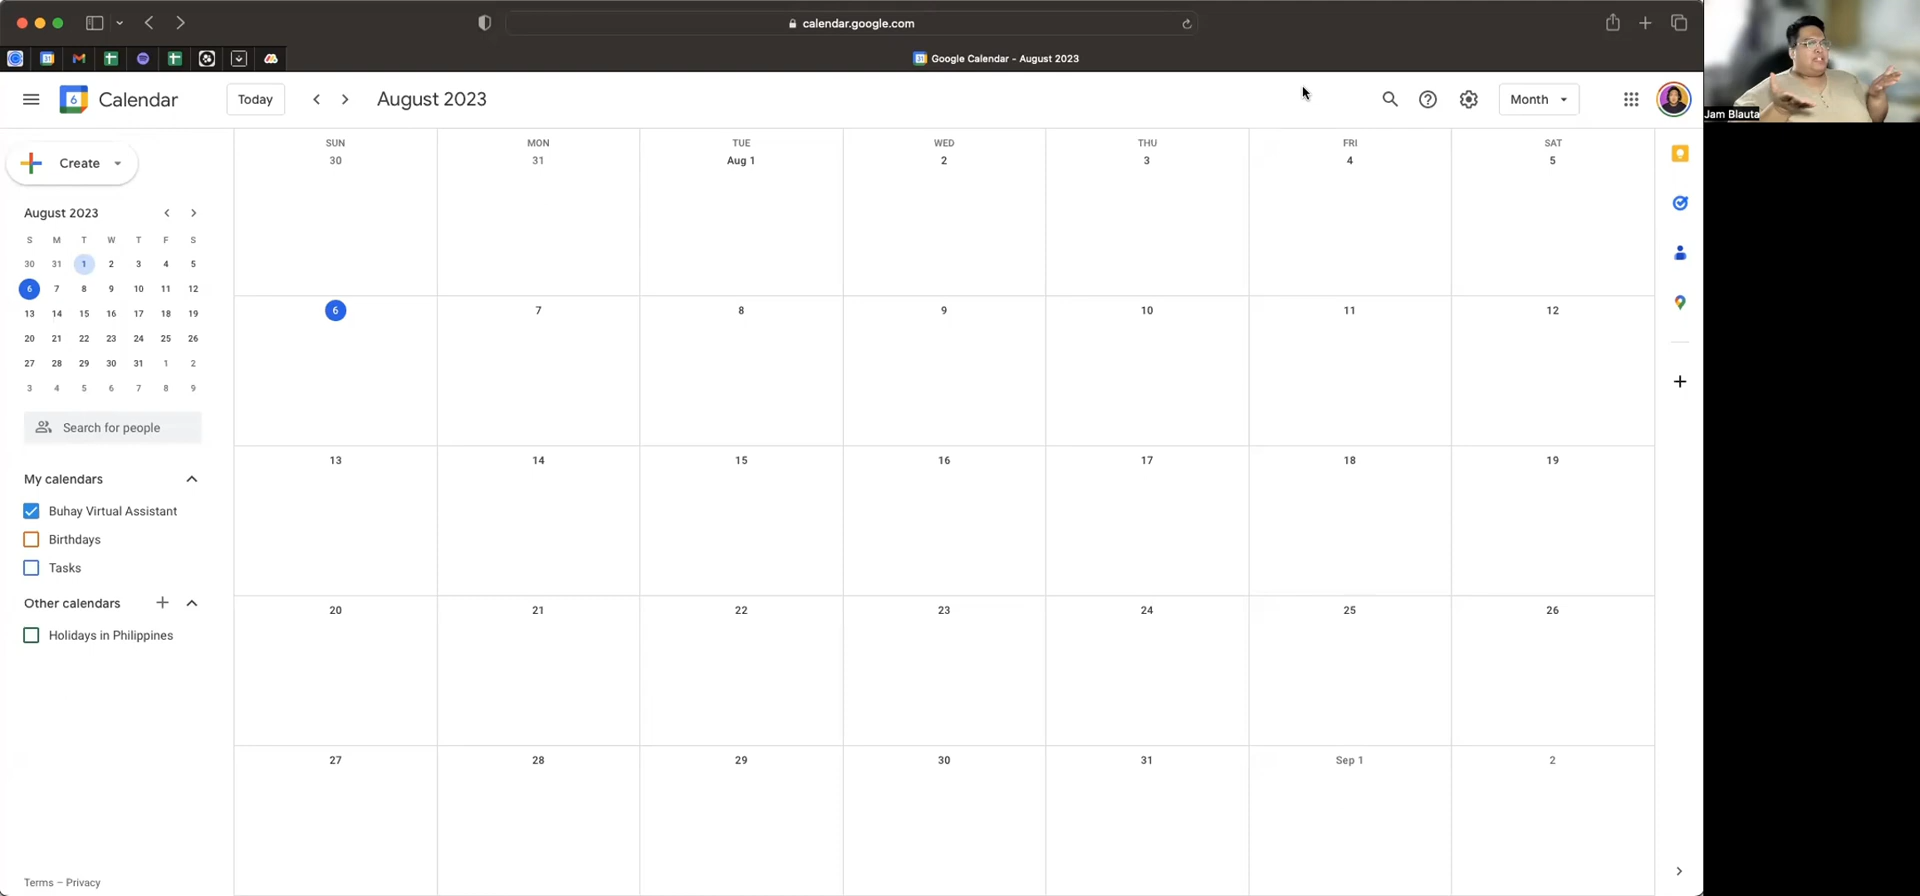 calendar.google.com
Google Calendar - August 2023
6 Calendar
Today
August 2023
Month
Jam Blauta
Create
August 2023
S M T W T F S
30 31 1 2 3 4 5
6 7 8 9 10 11 12
13 14 15 16 17 18 19
20 21 22 23 24 25 26
27 28 29 30 31 1 2
3 4 5 6 7 8 9
Search for people
My calendars
Buhay Virtual Assistant
Birthdays
Tasks
Other calendars
Holidays in Philippines
Terms – Privacy
SUN MON TUE WED THU FRI SAT
30 31 Aug 1 2 3 4 5
6 7 8 9 10 11 12
13 14 15 16 17 18 19
20 21 22 23 24 25 26
27 28 29 30 31 Sep 1 2